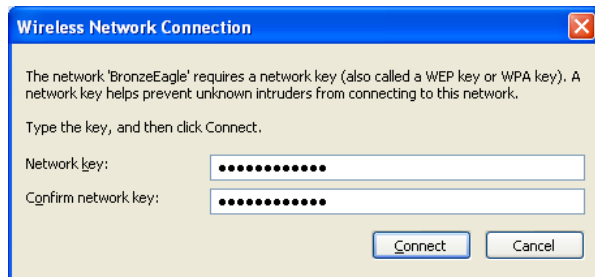 Wireless Network Connection
The network 'BronzeEagle' requires a network key (also called a WEP key or WPA key). A
network key helps prevent unknown intruders from connecting to this network.
Type the key, and then click Connect.
Network key: ●●●●●●●●●●●●
Confirm network key: ●●●●●●●●●●●●
Connect Cancel